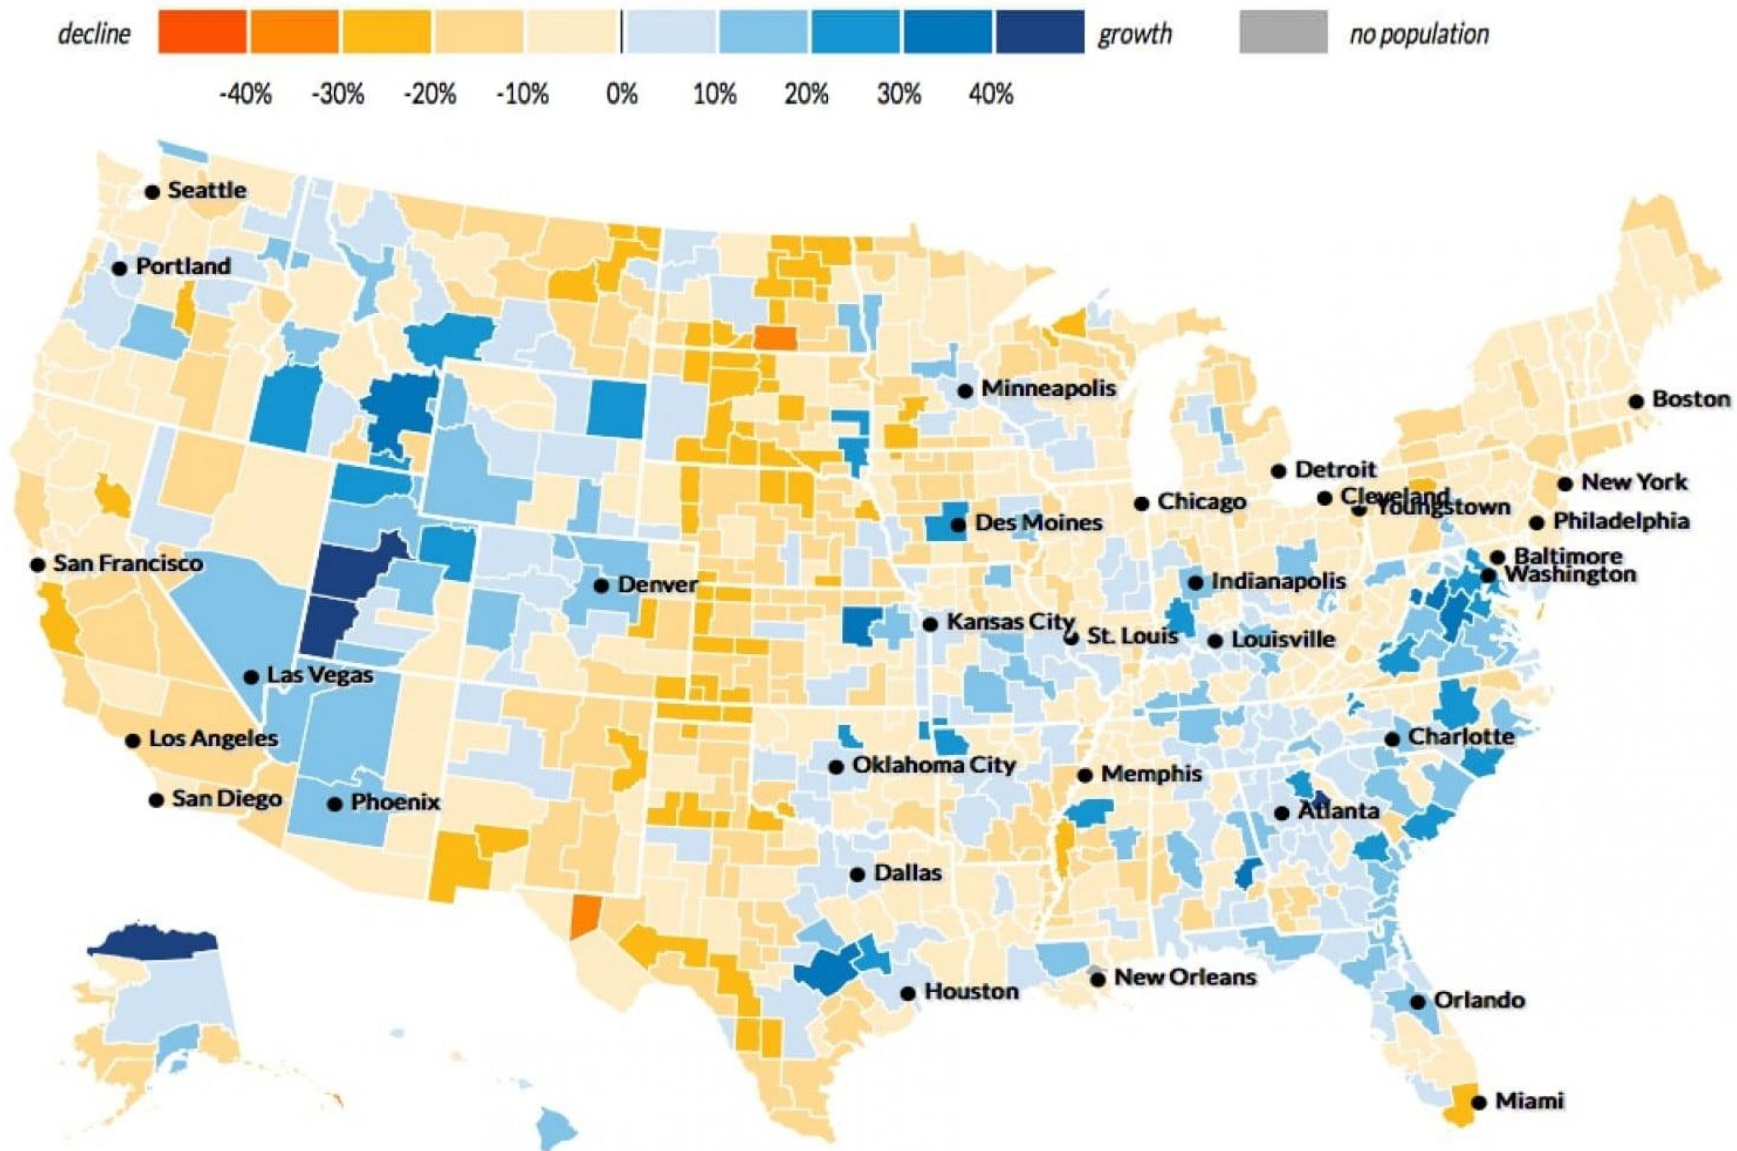 decline
growth
no population
-40%
-30%
-20%
-10%
0%
10%
20%
30%
40%
Seattle
Portland
Minneapolis
Boston
Detroit
New York
Cleveland
Chicago
Youngstown
Des Moines
Philadelphia
San Francisco
Baltimore
Washington
Denver
Indianapolis
Kansas City
St. Louis
Louisville
Las Vegas
Los Angeles
Charlotte
Oklahoma City
Memphis
San Diego
Phoenix
Atlanta
Dallas
New Orleans
Houston
Orlando
Miami